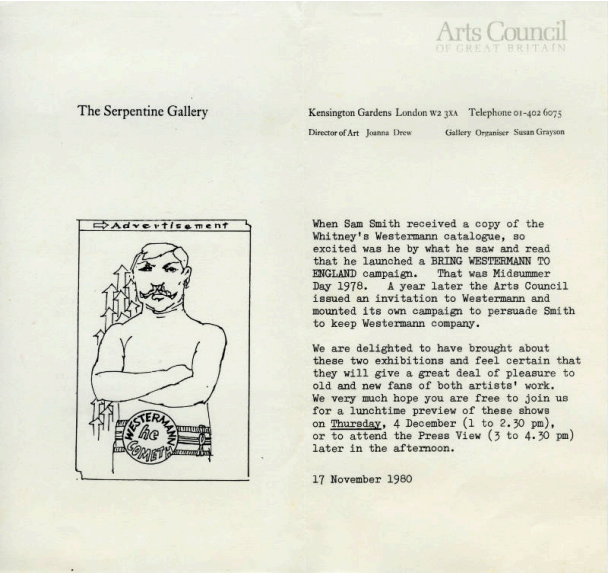 Arts Council
OF GREAT BRITAIN
The Serpentine Gallery
Kensington Gardens London W2 3XA Telephone 01-402 6075
Director of Art Joanna Drew Gallery Organiser Susan Grayson
Advertisement
WESTERMANN
he
COMETH
When Sam Smith received a copy of the
Whitney's Westermann catalogue, so
excited was he by what he saw and read
that he launched a BRING WESTERMANN TO
ENGLAND campaign. That was Midsummer
Day 1978. A year later the Arts Council
issued an invitation to Westermann and
mounted its own campaign to persuade Smith
to keep Westermann company.
We are delighted to have brought about
these two exhibitions and feel certain that
they will give a great deal of pleasure to
old and new fans of both artists' work.
We very much hope you are free to join us
for a lunchtime preview of these shows
on Thursday, 4 December (1 to 2.30 pm),
or to attend the Press View (3 to 4.30 pm)
later in the afternoon.
17 November 1980